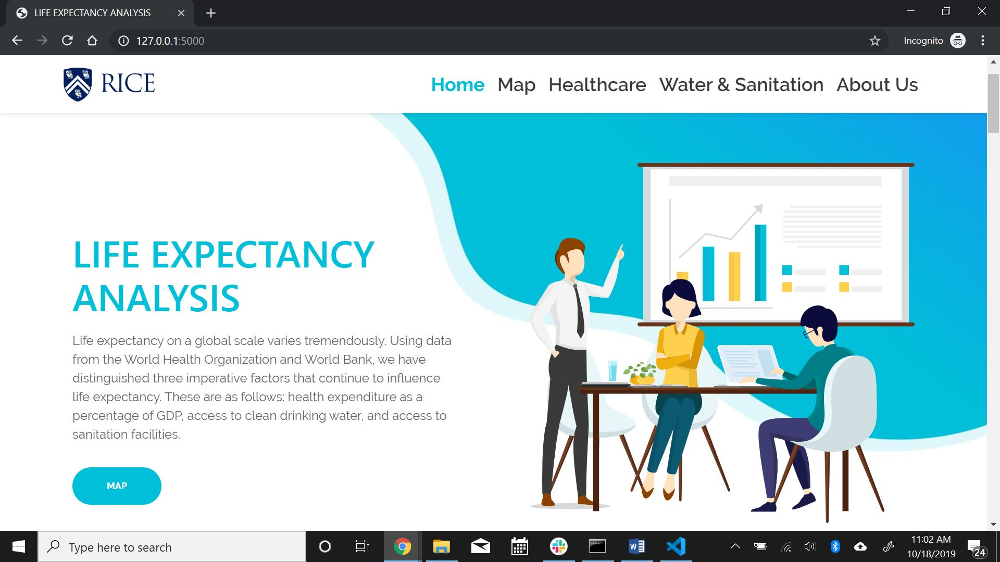 LIFE EXPECTANCY ANALYSIS
127.0.0.1:5000
Incognito
RICE
Home Map Healthcare Water & Sanitation About Us
LIFE EXPECTANCY
ANALYSIS
Life expectancy on a global scale varies tremendously. Using data
from the World Health Organization and World Bank, we have
distinguished three imperative factors that continue to influence
life expectancy. These are as follows: health expenditure as a
percentage of GDP, access to clean drinking water, and access to
sanitation facilities.
MAP
Type here to search
11:02 AM
10/18/2019
24